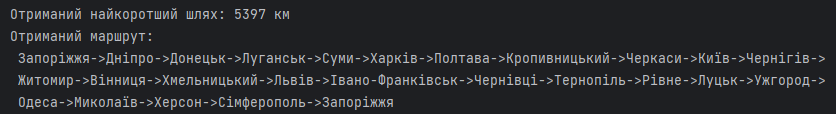 Отриманий найкоротший шлях: 5397 км
Отриманий маршрут:
Запоріжжя->Дніпро->Донецьк->Луганськ->Суми->Харків->Полтава->Кропивницький->Черкаси->Київ->Чернігів->
Житомир->Вінниця->Хмельницький->Львів->Івано-Франківськ->Чернівці->Тернопіль->Рівне->Луцьк->Ужгород->
Одеса->Миколаїв->Херсон->Сімферополь->Запоріжжя